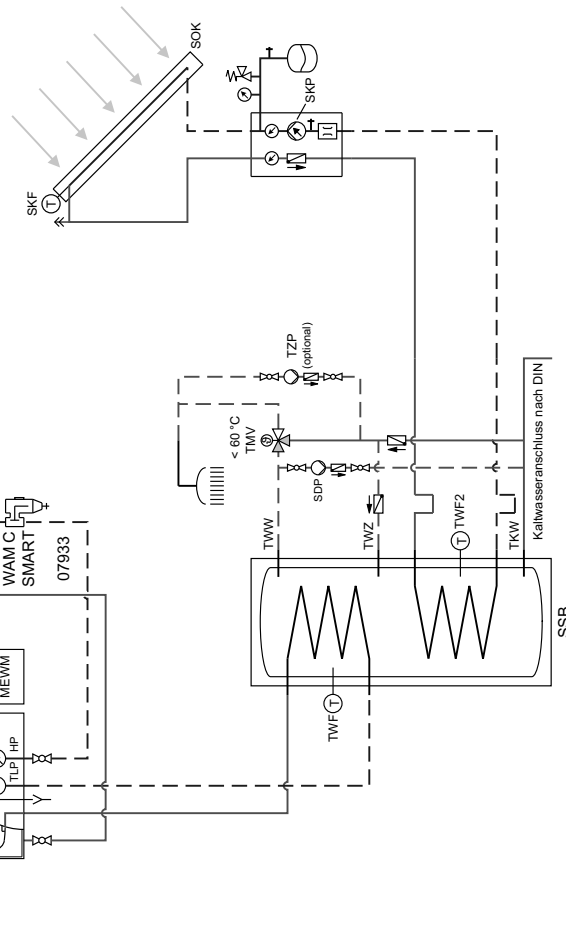 SOK
SKF
T
SKP
TZP
(optional)
< 60 °C
TMV
SDP
TWW
TWZ
T
TWF2
TKW
Kaltwasseranschluss nach DIN
WAM C
SMART
07933
MEWM
HP
TLP
TWF
T
SSB